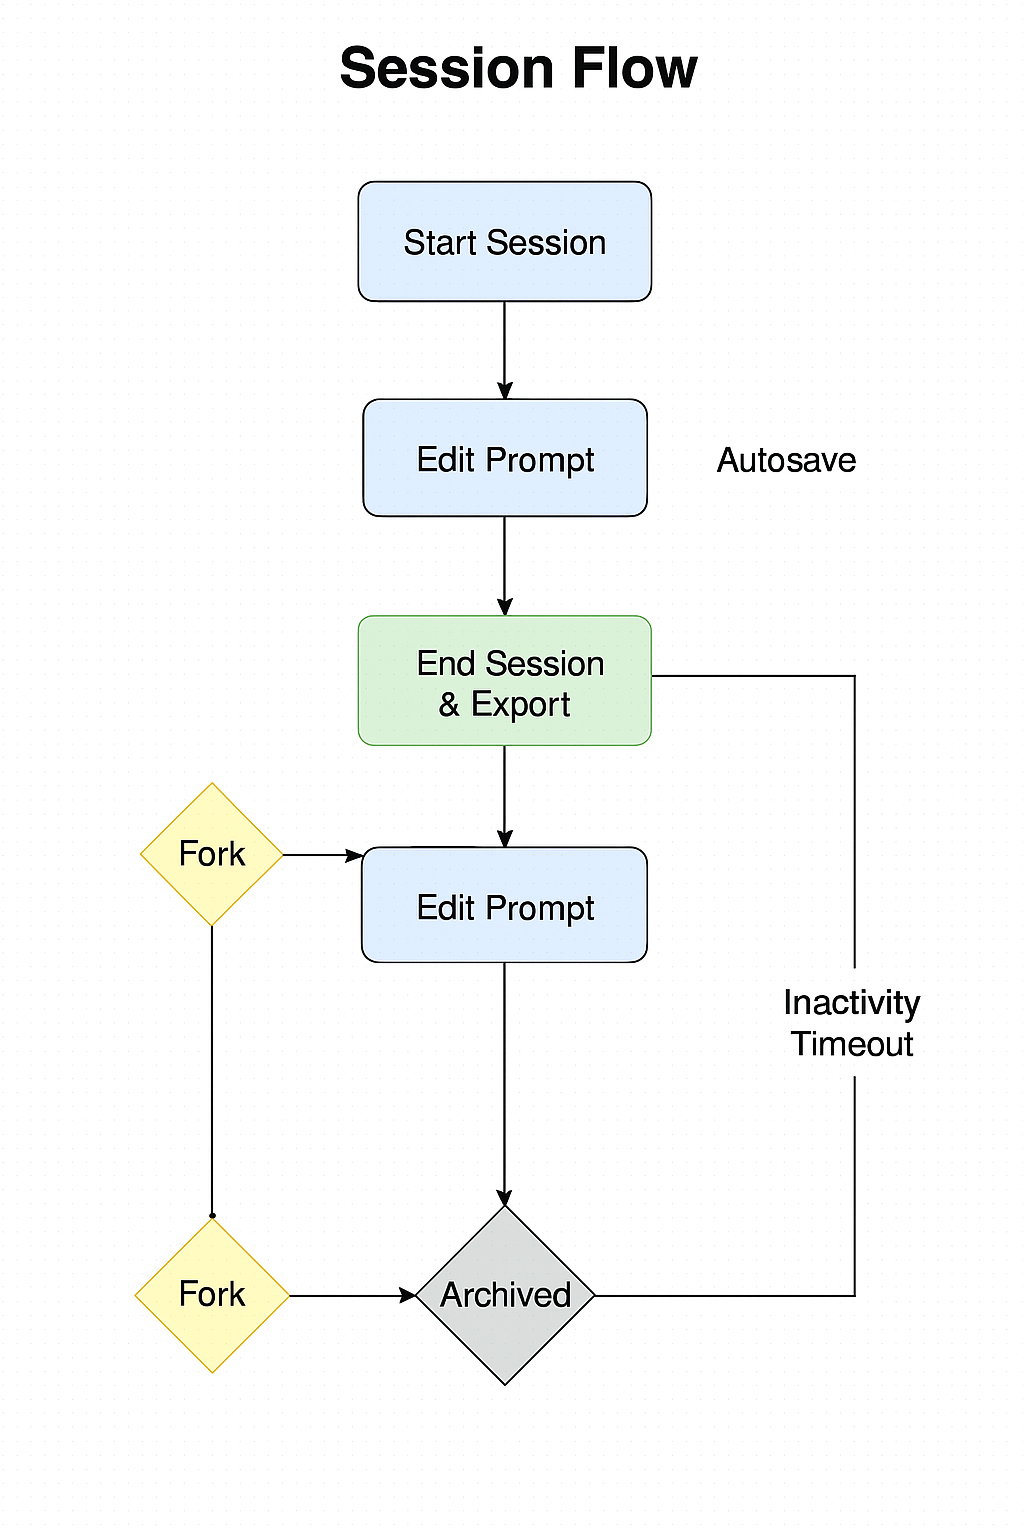 Session Flow
Start Session
Edit Prompt
Autosave
End Session
& Export
Fork
Edit Prompt
Inactivity
Timeout
Fork
Archived